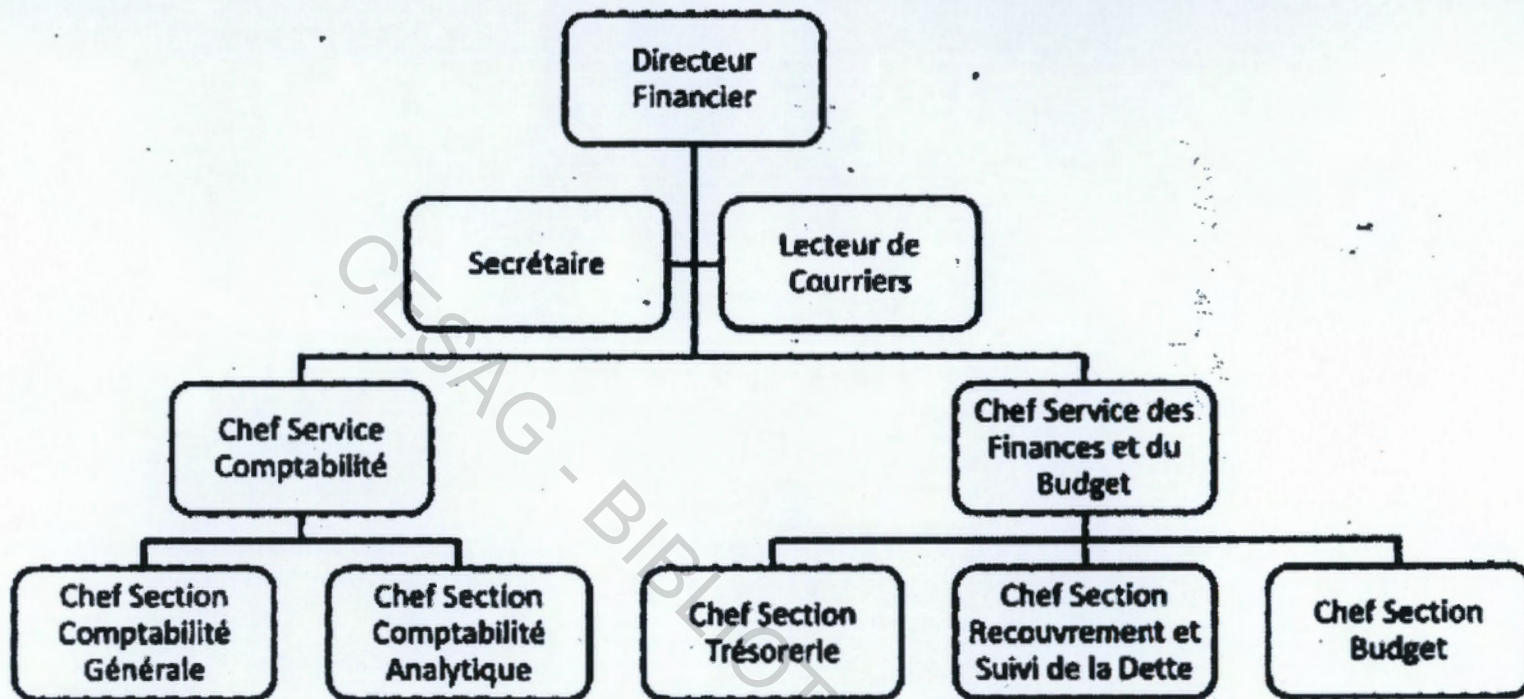 Directeur
Financier
Secrétaire
Lecteur de
Courriers
Chef Service
Comptabilité
Chef Service des
Finances et du
Budget
Chef Section
Comptabilité
Générale
Chef Section
Comptabilité
Analytique
Chef Section
Trésorerie
Chef Section
Recouvrement et
Suivi de la Dette
Chef Section
Budget
CESAG - BIBLIOT